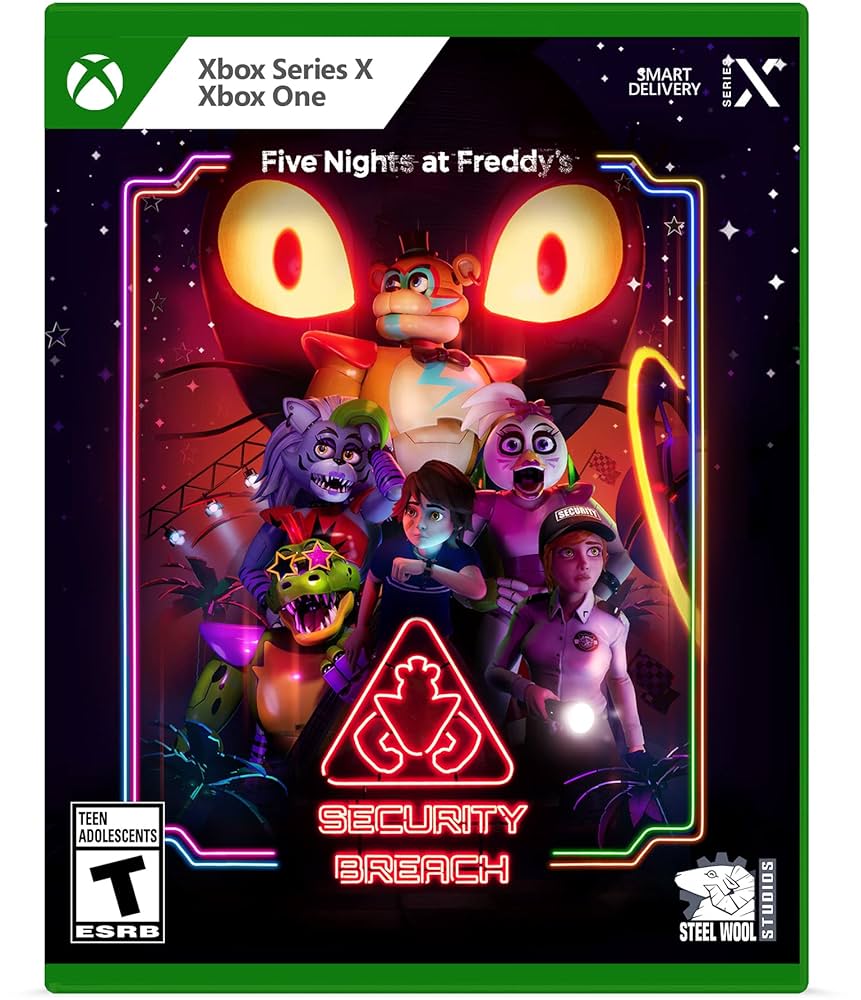 Xbox Series X
Xbox One
SMART
DELIVERY
SERIES X
Five Nights at Freddy's
SECURITY
SECURITY
BREACH
TEEN
ADOLESCENTS
T
ESRB
STEEL WOOL
STUDIOS